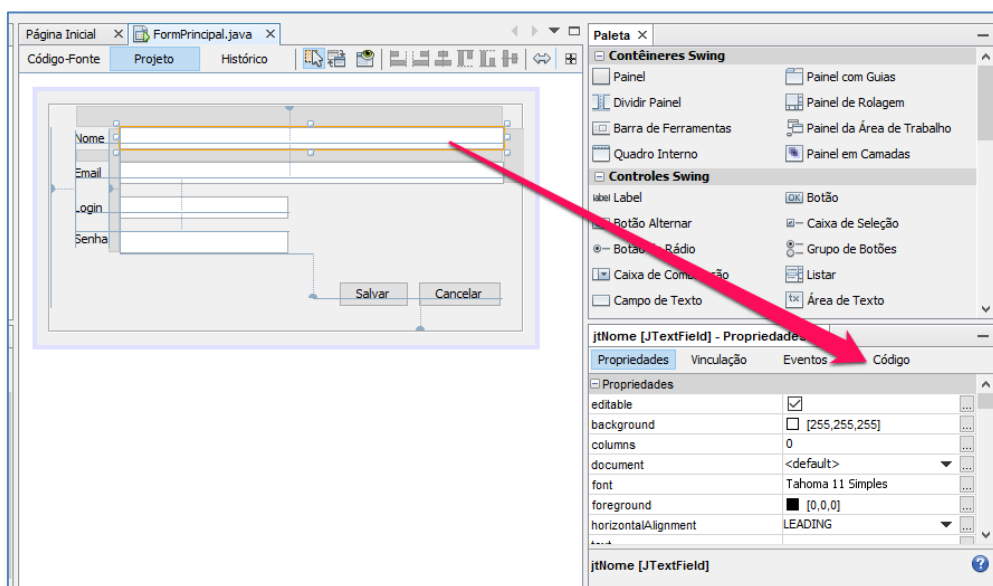 Página Inicial
FormPrincipal.java
Código-Fonte Projeto Histórico
Nome
Email
Login
Senha
Salvar Cancelar
Paleta
Contêineres Swing
Painel Painel com Guias
Dividir Painel Painel de Rolagem
Barra de Ferramentas Painel da Área de Trabalho
Quadro Interno Painel em Camadas
Controles Swing
label Label OK Botão
Botão Alternar Caixa de Seleção
Rádio Grupo de Botões
Caixa de Listar
Campo de Texto Área de Texto
jtNome [JTextField] - Propriedades
Propriedades Vinculação Eventos Código
Propriedades
editable
background [255,255,255]
columns 0
document <default>
font Tahoma 11 Simples
foreground [0,0,0]
horizontalAlignment LEADING
jtNome [JTextField]